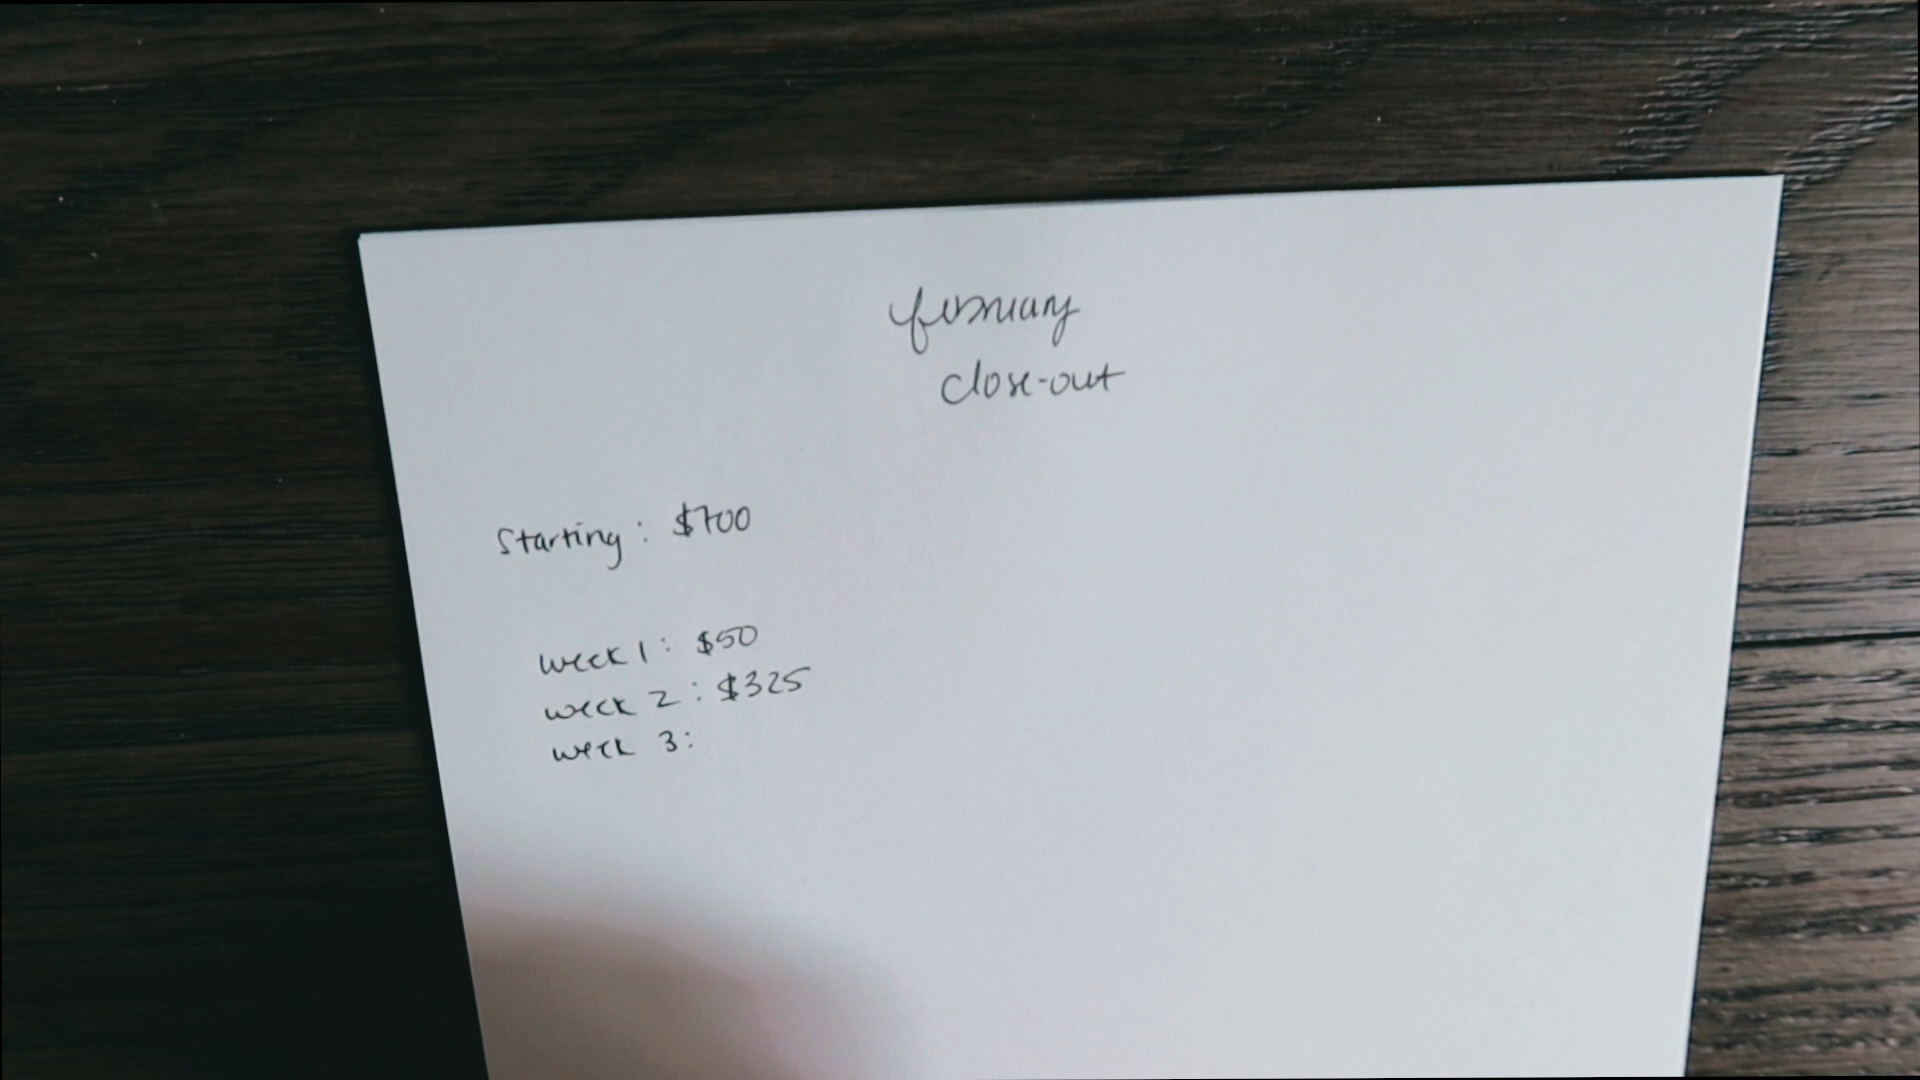 february
close-out
Starting: $700
week 1: $50
week 2: $325
week 3: